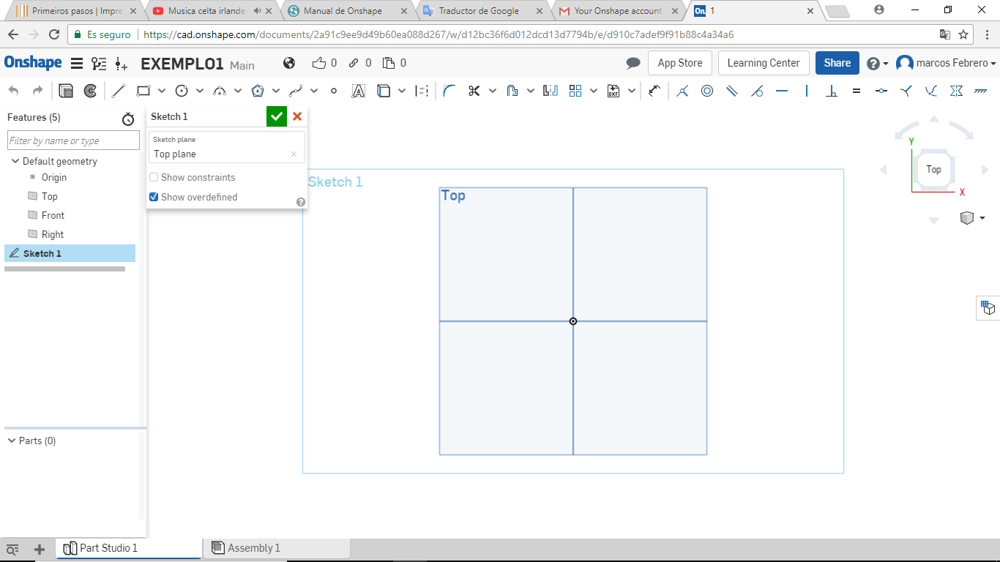 Primeiros pasos | Impre
Musica celta irlande
Manual de Onshape
Traductor de Google
Your Onshape account
On. 1
Es seguro
https://cad.onshape.com/documents/2a91c9ee9d49b60ea088d267/w/d12bc36f6d012dcd13d7794b/e/d910c7adef9f91b88c4a34a6
Onshape
EXEMPLO1 Main
0
0
0
App Store
Learning Center
Share
marcos Febrero
DXF
Features (5)
Filter by name or type
Default geometry
Origin
Top
Front
Right
Sketch 1
Sketch 1
Sketch plane
Top plane
Show constraints
Show overdefined
Sketch 1
Top
Y
Top
X
Parts (0)
Part Studio 1
Assembly 1